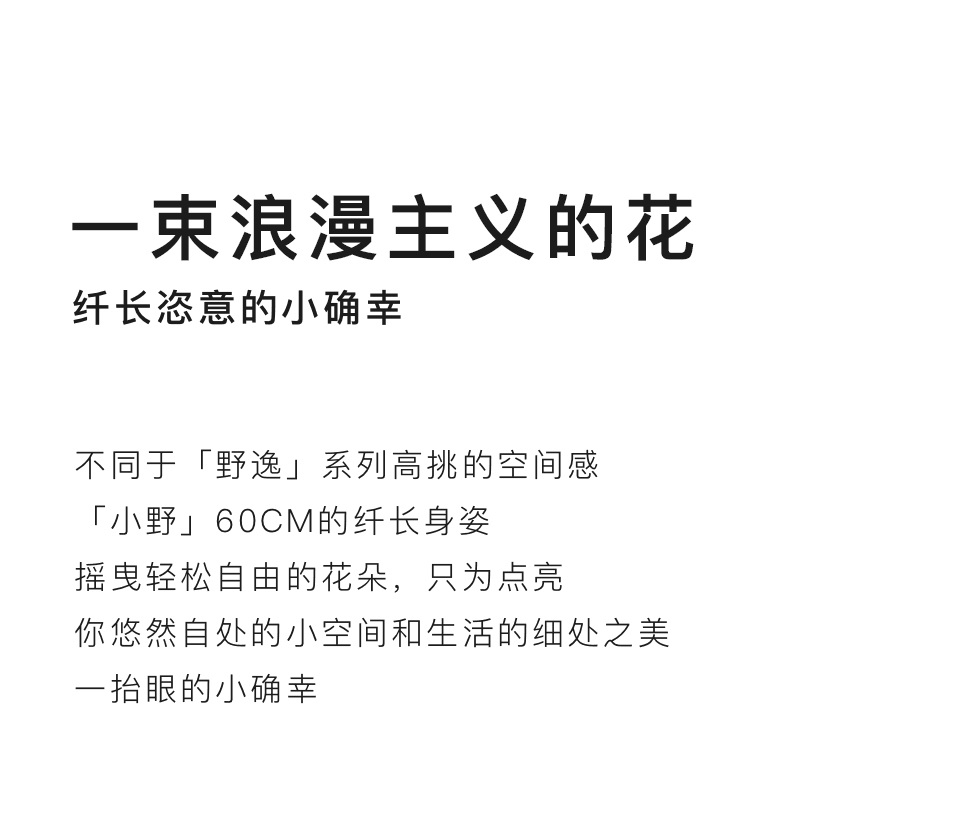 一束浪漫主义的花
纤长恣意的小确幸
不同于「野逸」系列高挑的空间感
「小野」60CM的纤长身姿
摇曳轻松自由的花朵，只为点亮
你悠然自处的小空间和生活的细处之美
一抬眼的小确幸